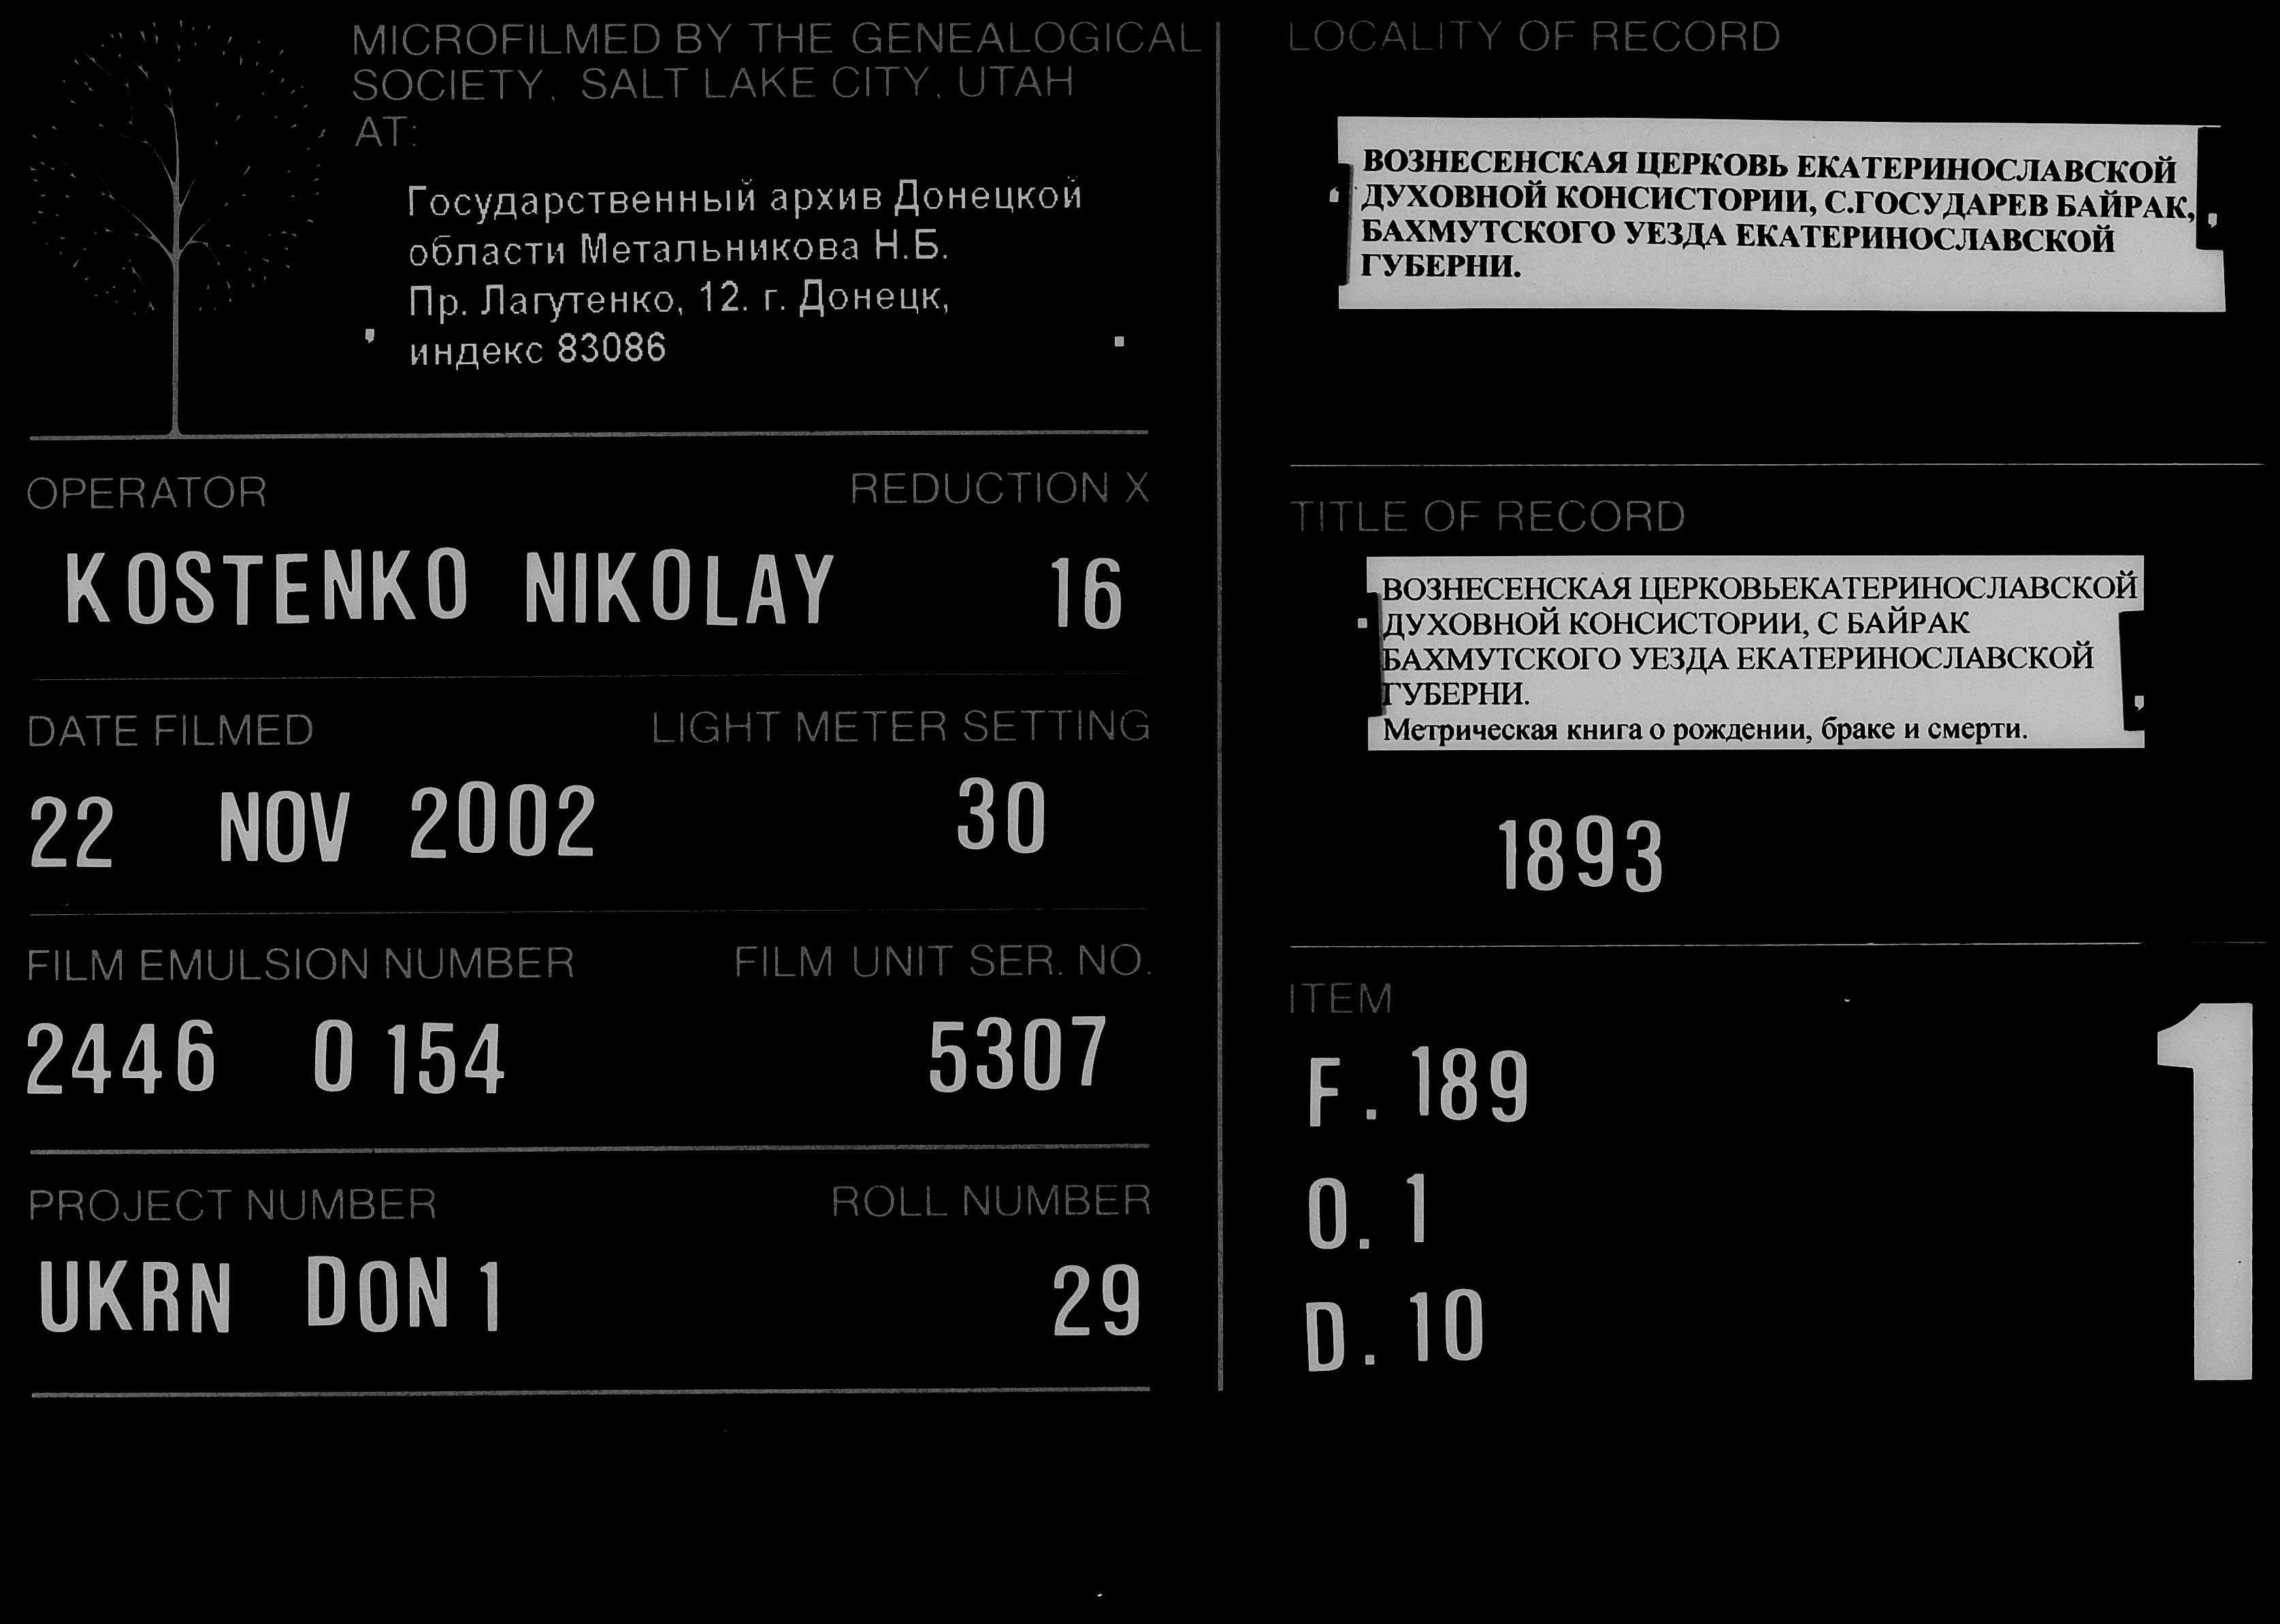 MICROFILMED BY THE GENEALOGICAL
SOCIETY, SALT LAKE CITY, UTAH
AT:
Государственный архив Донецкой
области Метальникова Н.Б.
Пр. Лагутенко, 12. г. Донецк,
индекс 83086
OPERATOR REDUCTION X
KOSTENKO NIKOLAY 16
DATE FILMED LIGHT METER SETTING
22 NOV 2002 30
FILM EMULSION NUMBER FILM UNIT SER. NO.
2446 0 154 5307
PROJECT NUMBER ROLL NUMBER
UKRN DON 1 29
LOCALITY OF RECORD
ВОЗНЕСЕНСКАЯ ЦЕРКОВЬ ЕКАТЕРИНОСЛАВСКОЙ
ДУХОВНОЙ КОНСИСТОРИИ, С.ГОСУДАРЕВ БАЙРАК,
БАХМУТСКОГО УЕЗДА ЕКАТЕРИНОСЛАВСКОЙ
ГУБЕРНИ.
TITLE OF RECORD
ВОЗНЕСЕНСКАЯ ЦЕРКОВЬЕКАТЕРИНОСЛАВСКОЙ
ДУХОВНОЙ КОНСИСТОРИИ, С БАЙРАК
БАХМУТСКОГО УЕЗДА ЕКАТЕРИНОСЛАВСКОЙ
ГУБЕРНИ.
Метрическая книга о рождении, браке и смерти.
1893
ITEM
F. 189
O. 1
D. 10
1